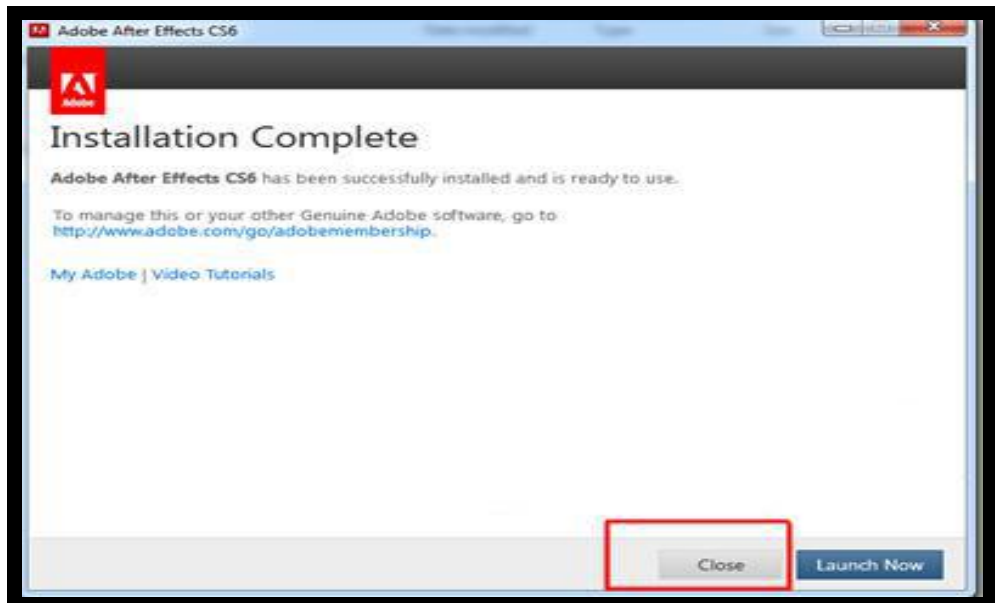 Adobe After Effects CS6
Adobe
Installation Complete
Adobe After Effects CS6 has been successfully installed and is ready to use.
To manage this or your other Genuine Adobe software, go to
http://www.adobe.com/go/adobemembership.
My Adobe | Video Tutorials
Close
Launch Now